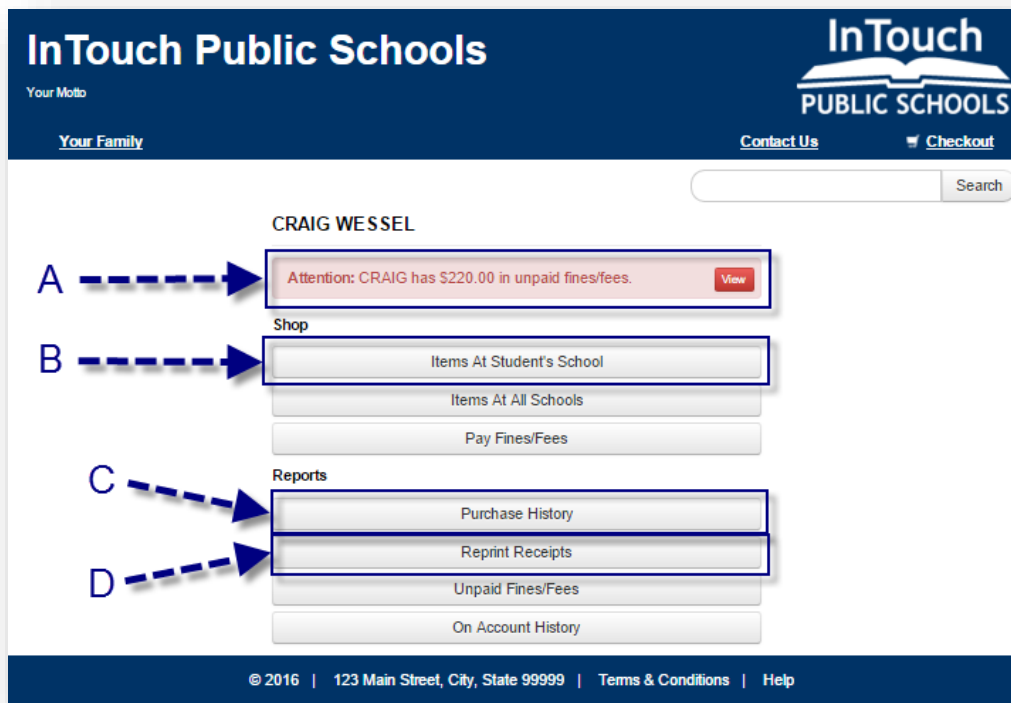 InTouch Public Schools
Your Motto
InTouch
PUBLIC SCHOOLS
Your Family
Contact Us
Checkout
Search
CRAIG WESSEL
A
Attention: CRAIG has $220.00 in unpaid fines/fees.
View
Shop
B
Items At Student's School
Items At All Schools
Pay Fines/Fees
Reports
C
Purchase History
D
Reprint Receipts
Unpaid Fines/Fees
On Account History
© 2016 | 123 Main Street, City, State 99999 | Terms & Conditions | Help